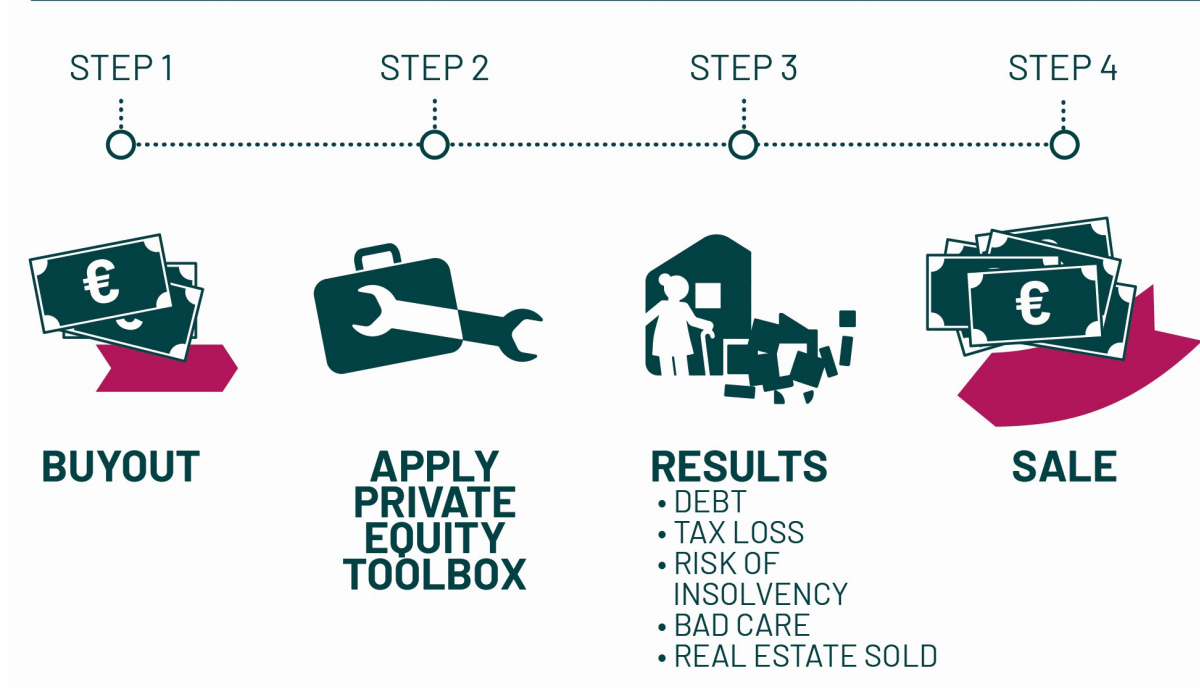 STEP 1
STEP 2
STEP 3
STEP 4
€
€
€
BUYOUT
APPLY
PRIVATE
EQUITY
TOOLBOX
RESULTS
• DEBT
• TAX LOSS
• RISK OF
INSOLVENCY
• BAD CARE
• REAL ESTATE SOLD
SALE